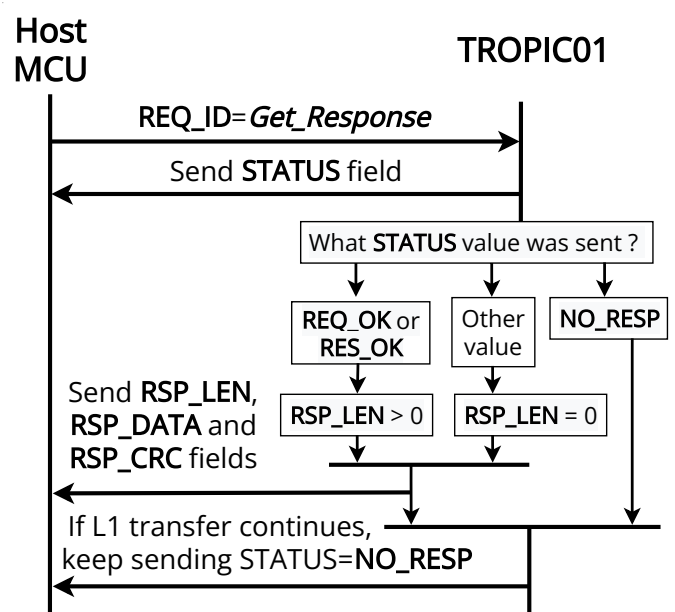 Host
MCU
TROPIC01
REQ_ID=Get_Response
Send STATUS field
What STATUS value was sent ?
REQ_OK or
RES_OK
Other
value
NO_RESP
Send RSP_LEN,
RSP_DATA and
RSP_CRC fields
RSP_LEN > 0
RSP_LEN = 0
If L1 transfer continues,
keep sending STATUS=NO_RESP